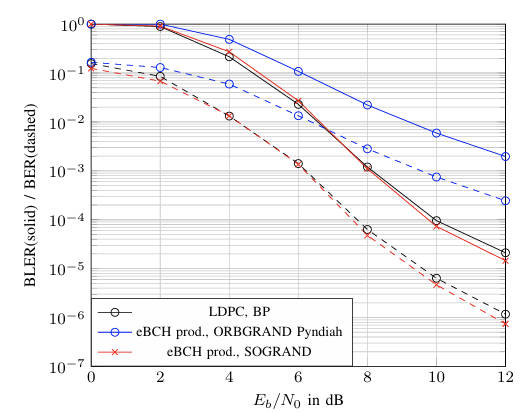 BLER(solid) / BER(dashed)
10^0
10^−1
10^−2
10^−3
10^−4
10^−5
10^−6
10^−7
LDPC, BP
eBCH prod., ORBGRAND Pyndiah
eBCH prod., SOGRAND
0 2 4 6 8 10 12
E_b/N_0 in dB